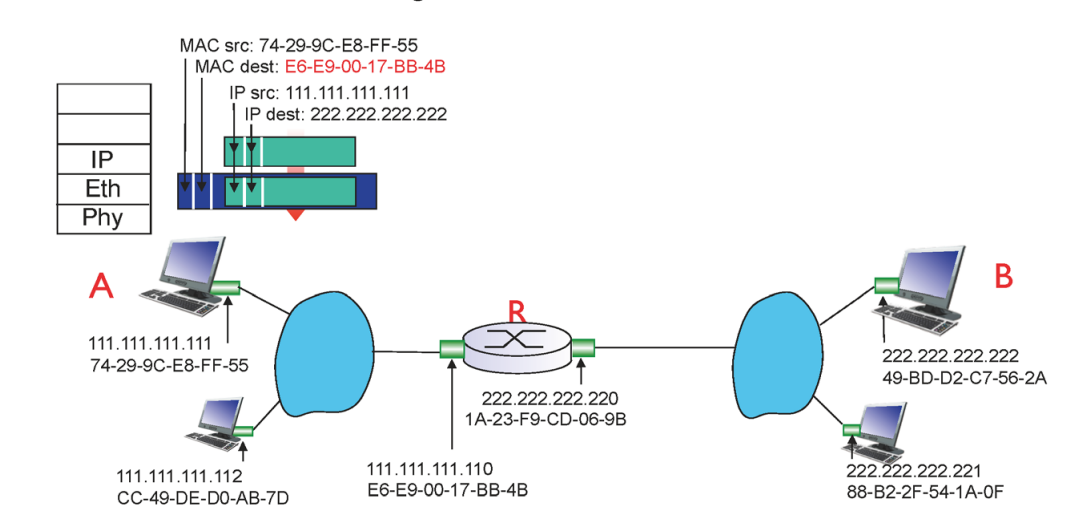 MAC src: 74-29-9C-E8-FF-55
MAC dest: E6-E9-00-17-BB-4B
IP src: 111.111.111.111
IP dest: 222.222.222.222
IP
Eth
Phy
A
R
B
111.111.111.111
74-29-9C-E8-FF-55
222.222.222.222
49-BD-D2-C7-56-2A
222.222.222.220
1A-23-F9-CD-06-9B
111.111.111.112
CC-49-DE-D0-AB-7D
111.111.111.110
E6-E9-00-17-BB-4B
222.222.222.221
88-B2-2F-54-1A-0F